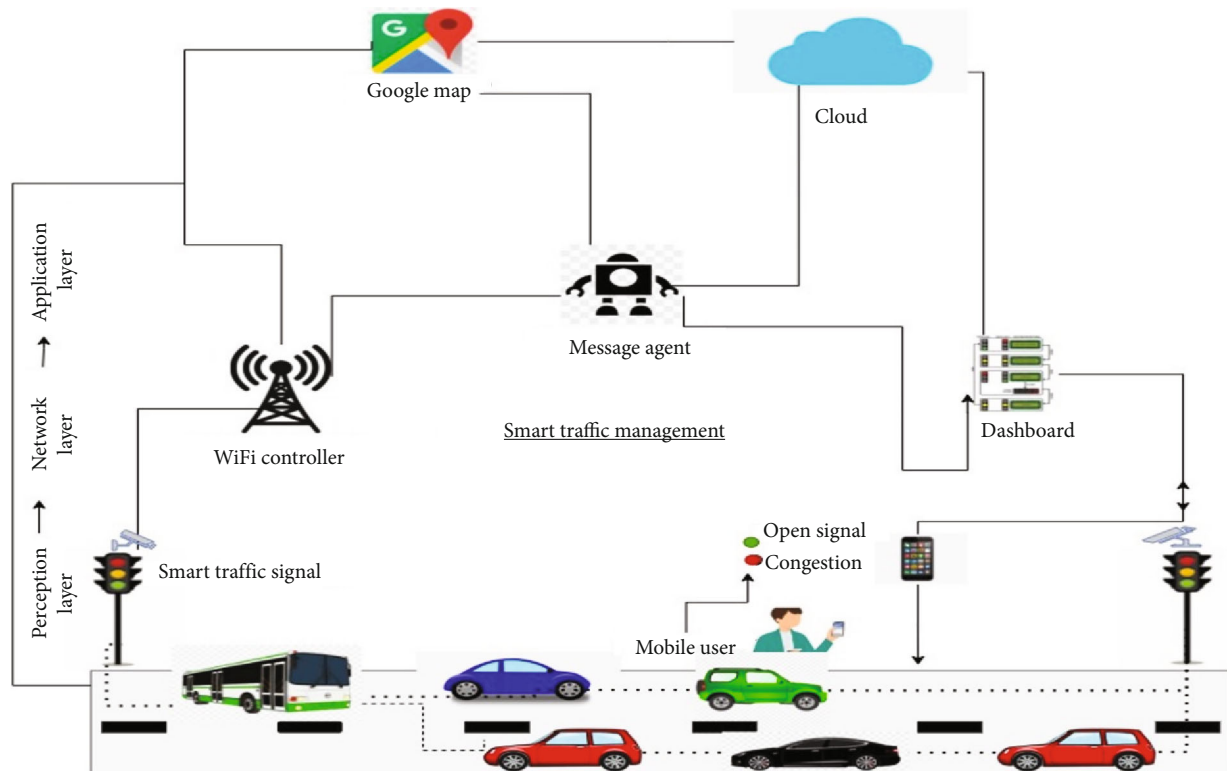 G
Google map
Cloud
Application
layer
Message agent
Network
layer
WiFi controller
Smart traffic management
Dashboard
Perception
layer
Smart traffic signal
Open signal
Congestion
Mobile user